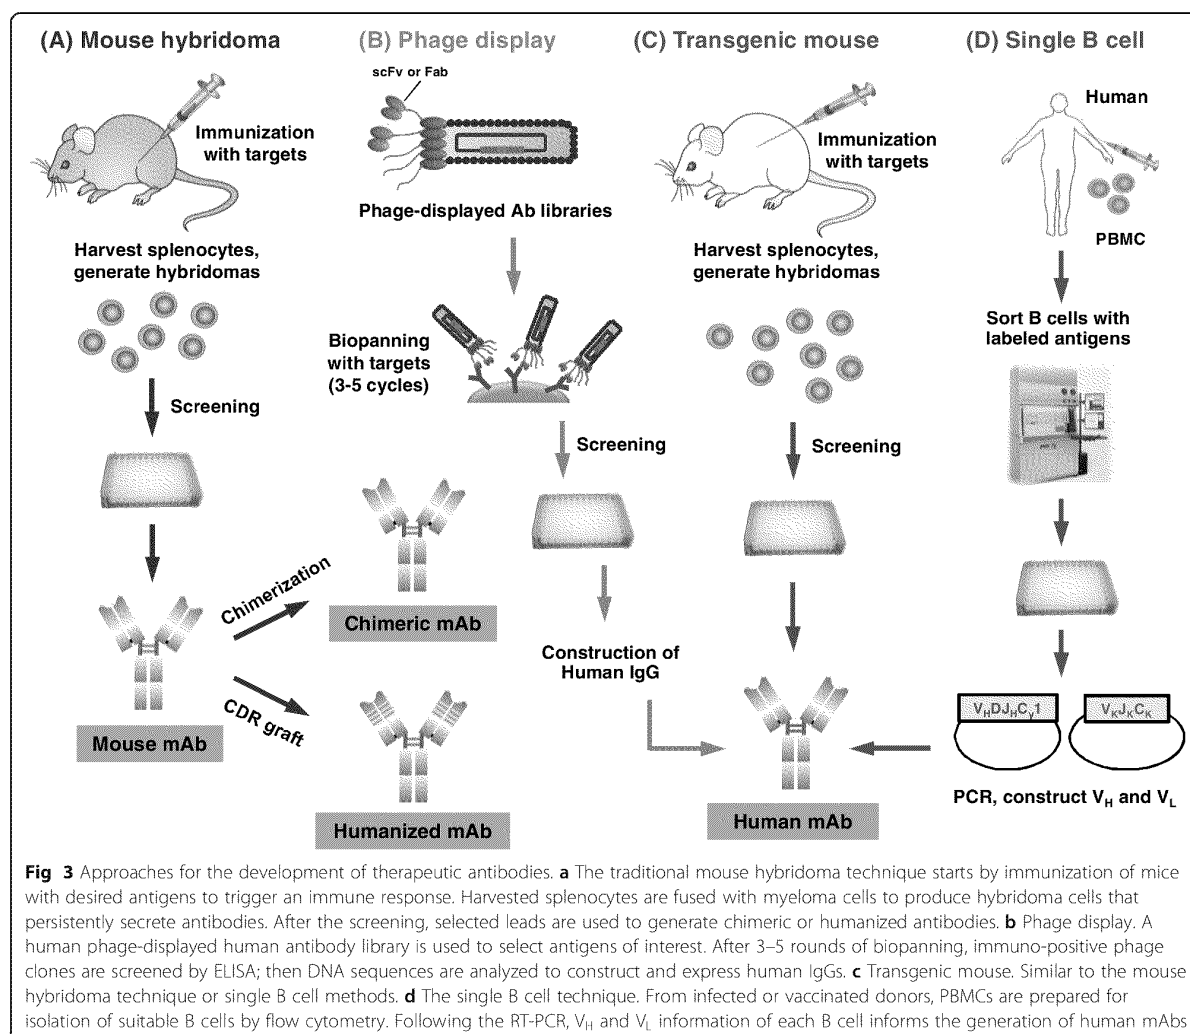 (A) Mouse hybridoma
(B) Phage display
(C) Transgenic mouse
(D) Single B cell
Immunization
with targets
Harvest splenocytes,
generate hybridomas
Screening
Mouse mAb
Chimerization
CDR graft
Chimeric mAb
Humanized mAb
scFv or Fab
Phage-displayed Ab libraries
Biopanning
with targets
(3-5 cycles)
Screening
Construction of
Human IgG
Immunization
with targets
Harvest splenocytes,
generate hybridomas
Screening
Human mAb
Human
PBMC
Sort B cells with
labeled antigens
VHDJHCγ1
VKJKCK
PCR, construct VH and VL
Fig 3 Approaches for the development of therapeutic antibodies. a The traditional mouse hybridoma technique starts by immunization of mice
with desired antigens to trigger an immune response. Harvested splenocytes are fused with myeloma cells to produce hybridoma cells that
persistently secrete antibodies. After the screening, selected leads are used to generate chimeric or humanized antibodies. b Phage display. A
human phage-displayed human antibody library is used to select antigens of interest. After 3–5 rounds of biopanning, immuno-positive phage
clones are screened by ELISA; then DNA sequences are analyzed to construct and express human IgGs. c Transgenic mouse. Similar to the mouse
hybridoma technique or single B cell methods. d The single B cell technique. From infected or vaccinated donors, PBMCs are prepared for
isolation of suitable B cells by flow cytometry. Following the RT-PCR, VH and VL information of each B cell informs the generation of human mAbs